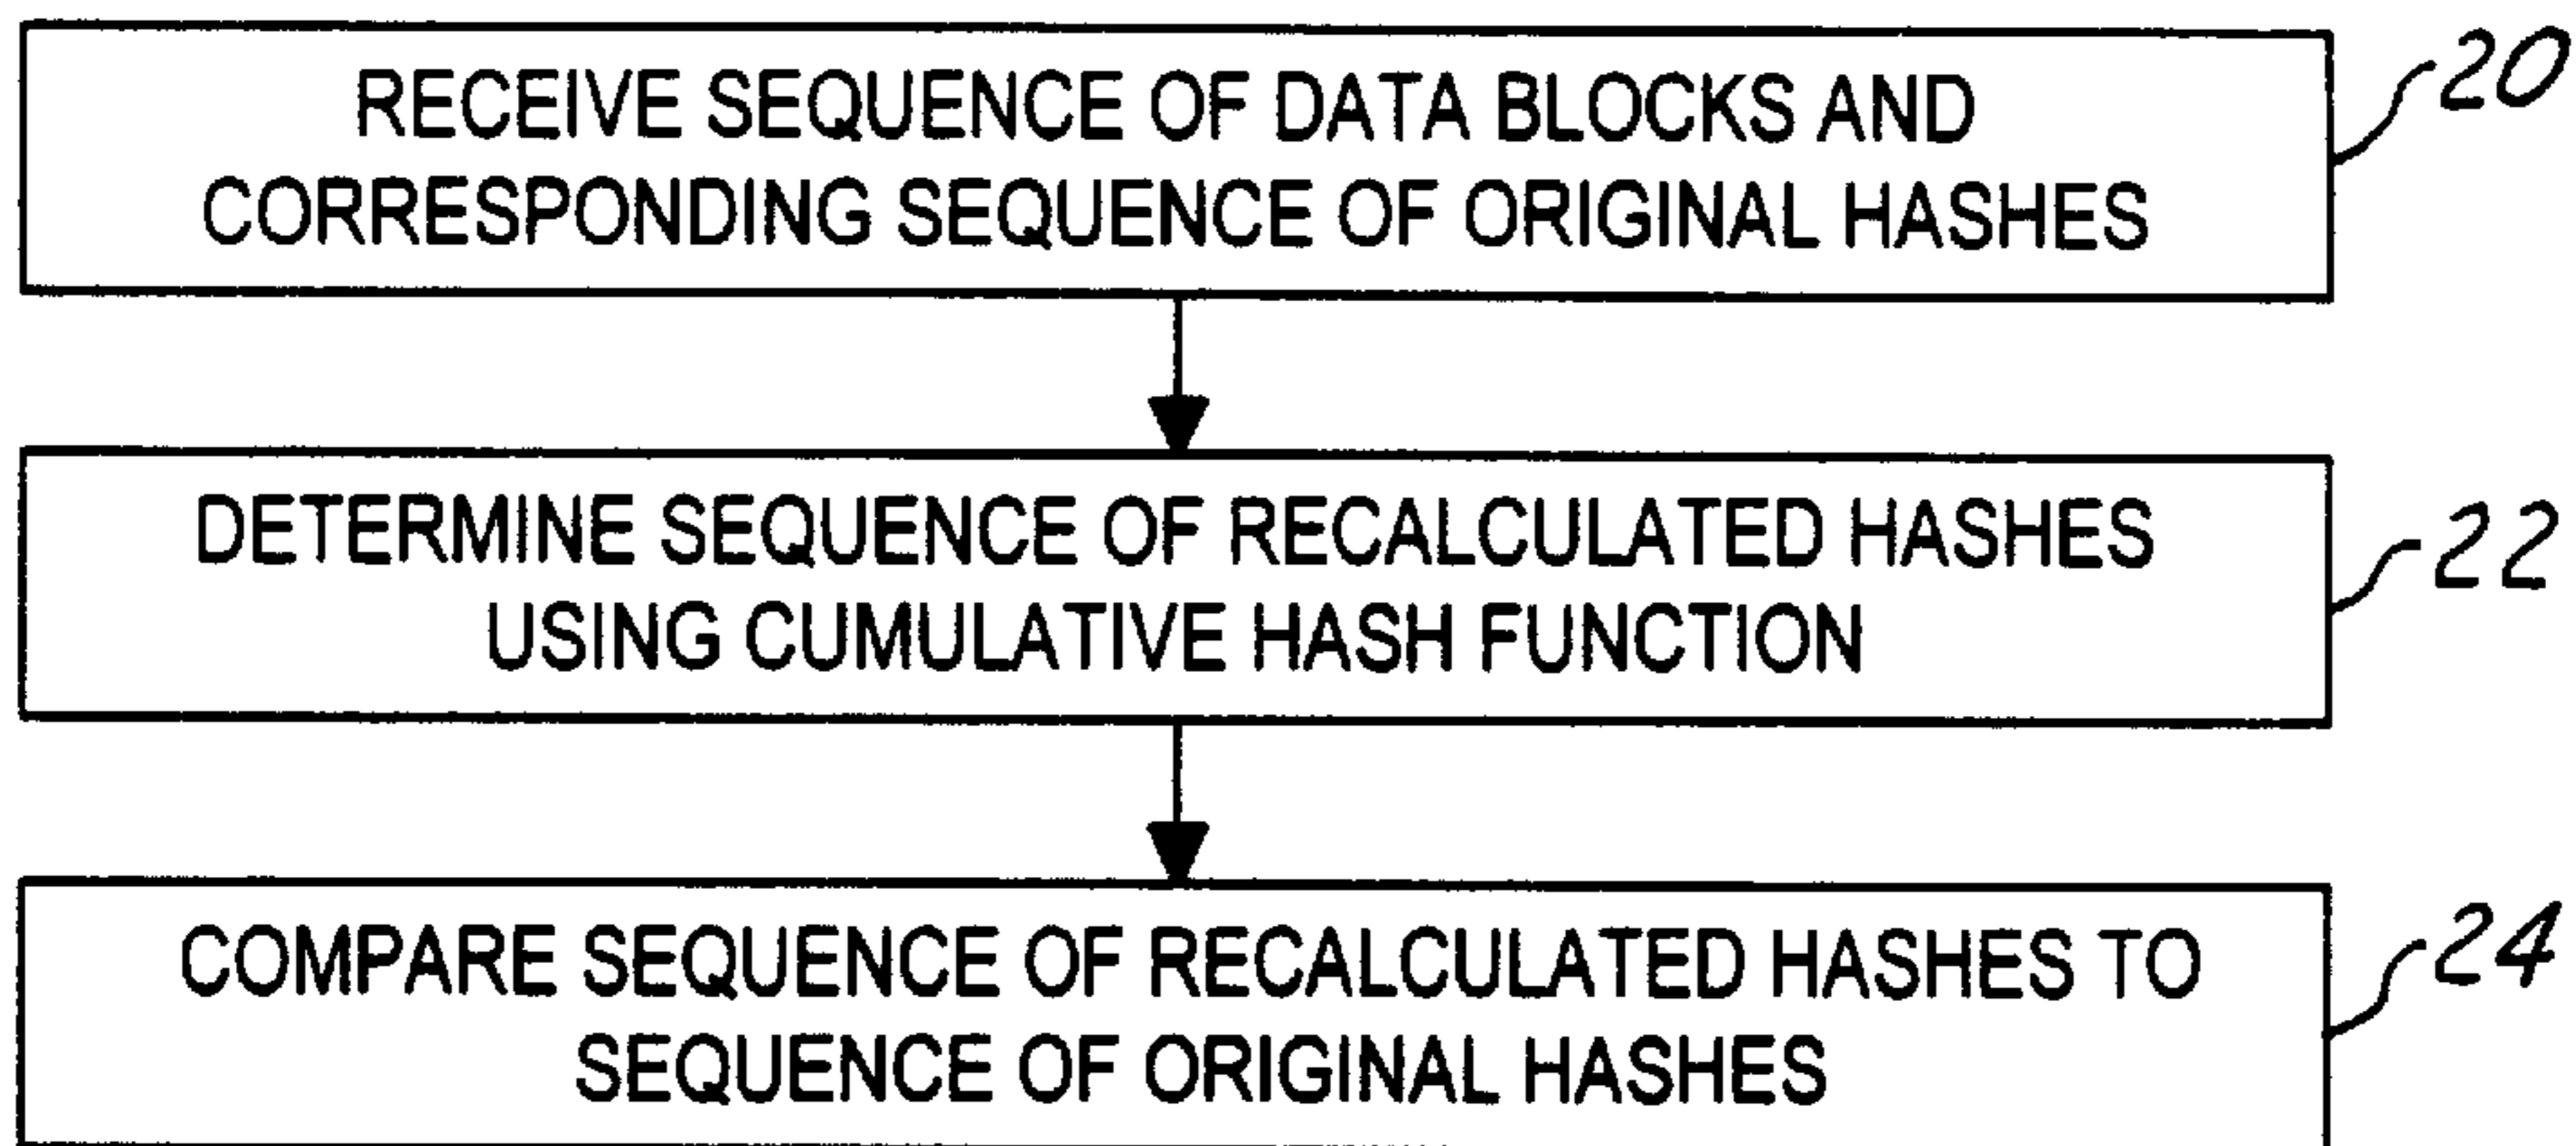 RECEIVE SEQUENCE OF DATA BLOCKS AND
CORRESPONDING SEQUENCE OF ORIGINAL HASHES
20
DETERMINE SEQUENCE OF RECALCULATED HASHES
USING CUMULATIVE HASH FUNCTION
22
COMPARE SEQUENCE OF RECALCULATED HASHES TO
SEQUENCE OF ORIGINAL HASHES
24